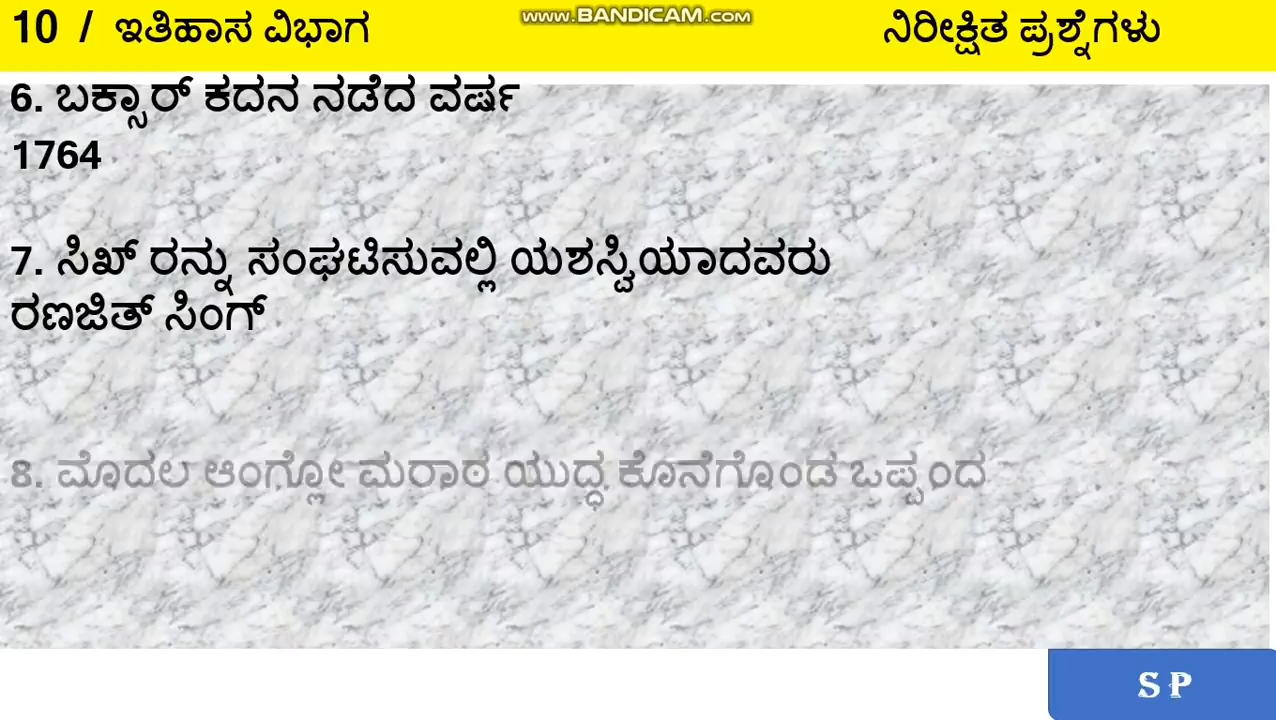 10 / ಇತಿಹಾಸ ವಿಭಾಗ
www.BANDICAM.com
ನಿರೀಕ್ಷಿತ ಪ್ರಶ್ನೆಗಳು
6. ಬಕ್ಸಾರ್ ಕದನ ನಡೆದ ವರ್ಷ
1764
7. ಸಿಖ್ ರನ್ನು ಸಂಘಟಿಸುವಲ್ಲಿ ಯಶಸ್ವಿಯಾದವರು
ರಣಜಿತ್ ಸಿಂಗ್
8. ಮೊದಲ ಆಂಗ್ಲೋ ಮರಾಠ ಯುದ್ಧ ಕೊನೆಗೊಂಡ ಒಪ್ಪಂದ
S P